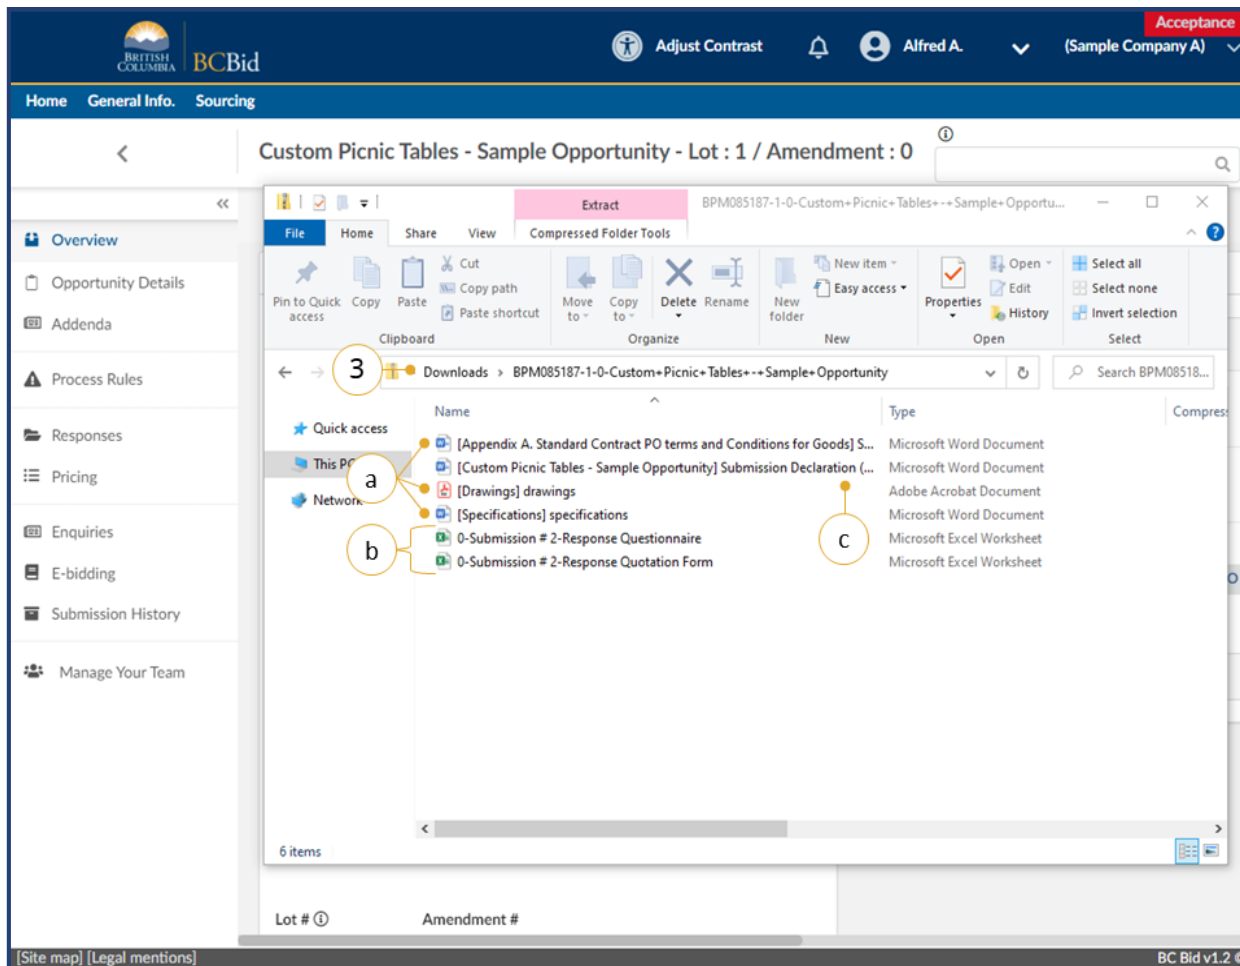 Acceptance
BRITISH COLUMBIA BCBid
Adjust Contrast
Alfred A.
(Sample Company A)
Home General Info. Sourcing
Custom Picnic Tables - Sample Opportunity - Lot : 1 / Amendment : 0
Overview
Opportunity Details
Addenda
Process Rules
Responses
Pricing
Enquiries
E-bidding
Submission History
Manage Your Team
Extract
BPM085187-1-0-Custom+Picnic+Tables+-+Sample+Opportu...
File Home Share View Compressed Folder Tools
Pin to Quick access
Copy
Paste
Cut
Copy path
Paste shortcut
Clipboard
Move to
Copy to
Delete
Rename
Organize
New folder
New item
Easy access
New
Properties
Open
Edit
History
Open
Select all
Select none
Invert selection
Select
3
Downloads > BPM085187-1-0-Custom+Picnic+Tables+-+Sample+Opportunity
Search BPM08518...
Name Type Compres
Quick access
This PC
Network
a
b
c
[Appendix A. Standard Contract PO terms and Conditions for Goods] S... Microsoft Word Document
[Custom Picnic Tables - Sample Opportunity] Submission Declaration (... Microsoft Word Document
[Drawings] drawings Adobe Acrobat Document
[Specifications] specifications Microsoft Word Document
0-Submission # 2-Response Questionnaire Microsoft Excel Worksheet
0-Submission # 2-Response Quotation Form Microsoft Excel Worksheet
6 items
Lot # Amendment #
[Site map] [Legal mentions]
BC Bid v1.2 ©